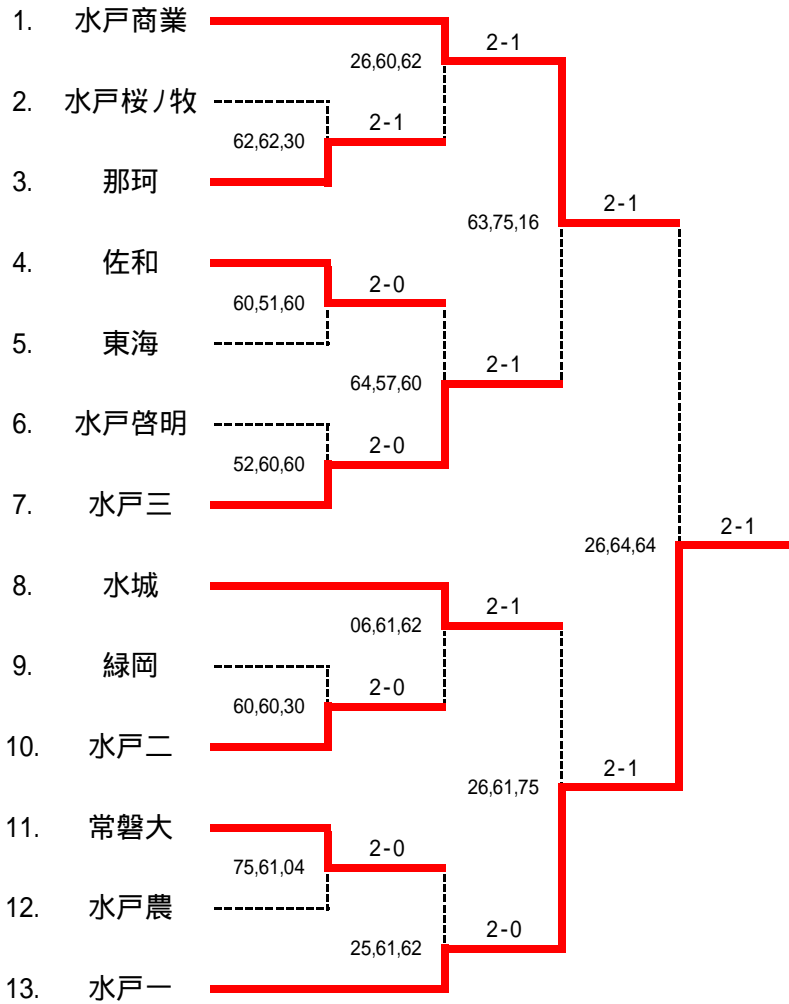 1. 水戸商業
2-1
26,60,62
2. 水戸桜ノ牧
2-1
62,62,30
3. 那珂
2-1
63,75,16
4. 佐和
2-0
60,51,60
5. 東海
2-1
64,57,60
6. 水戸啓明
2-0
52,60,60
7. 水戸三
2-1
26,64,64
8. 水城
2-1
06,61,62
9. 緑岡
2-0
60,60,30
10. 水戸二
2-1
26,61,75
11. 常磐大
2-0
75,61,04
12. 水戸農
2-0
25,61,62
13. 水戸一